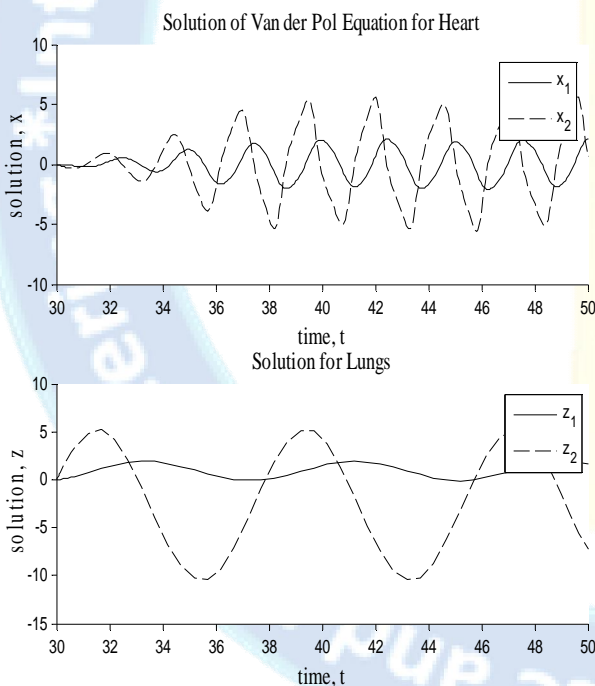 Solution of Van der Pol Equation for Heart
10
5
0
-5
-10
solution, x
x1
x2
30 32 34 36 38 40 42 44 46 48 50
time, t
Solution for Lungs
10
5
0
-5
-10
-15
solution, z
z1
z2
30 32 34 36 38 40 42 44 46 48 50
time, t